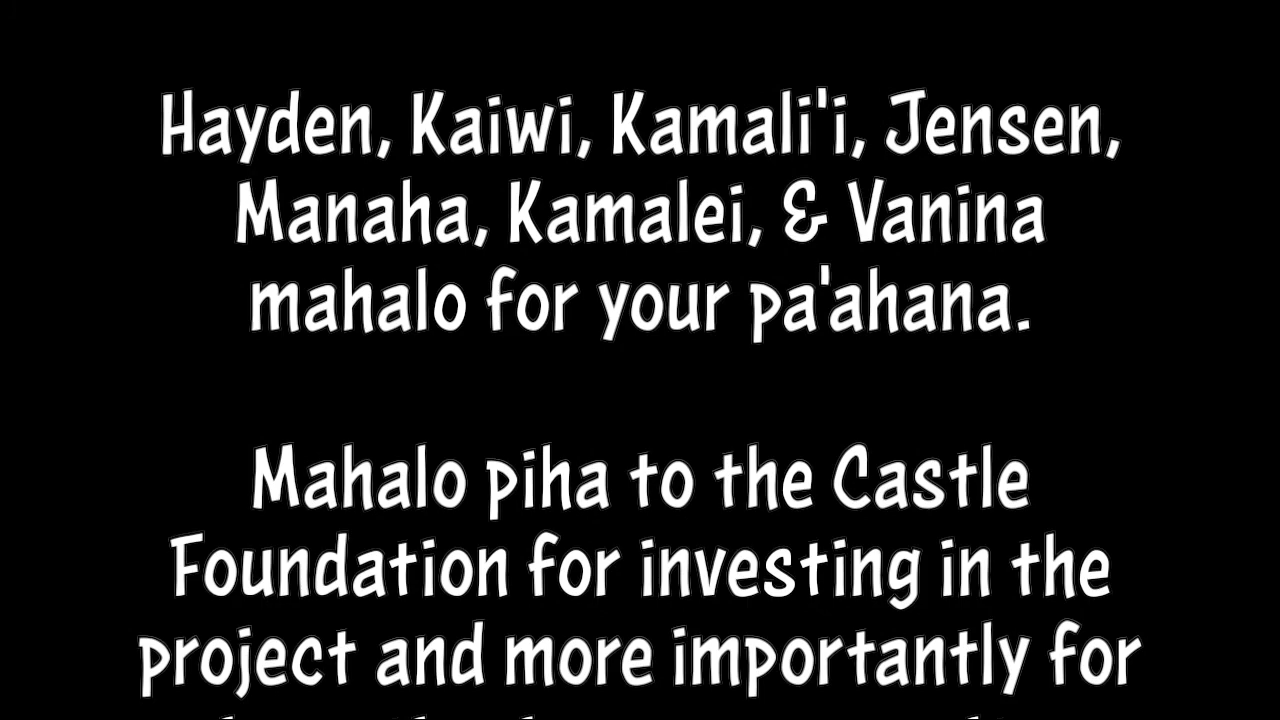 Hayden, Kaiwi, Kamali'i, Jensen,
Manaha, Kamalei, & Vanina
mahalo for your pa'ahana.
Mahalo piha to the Castle
Foundation for investing in the
project and more importantly for